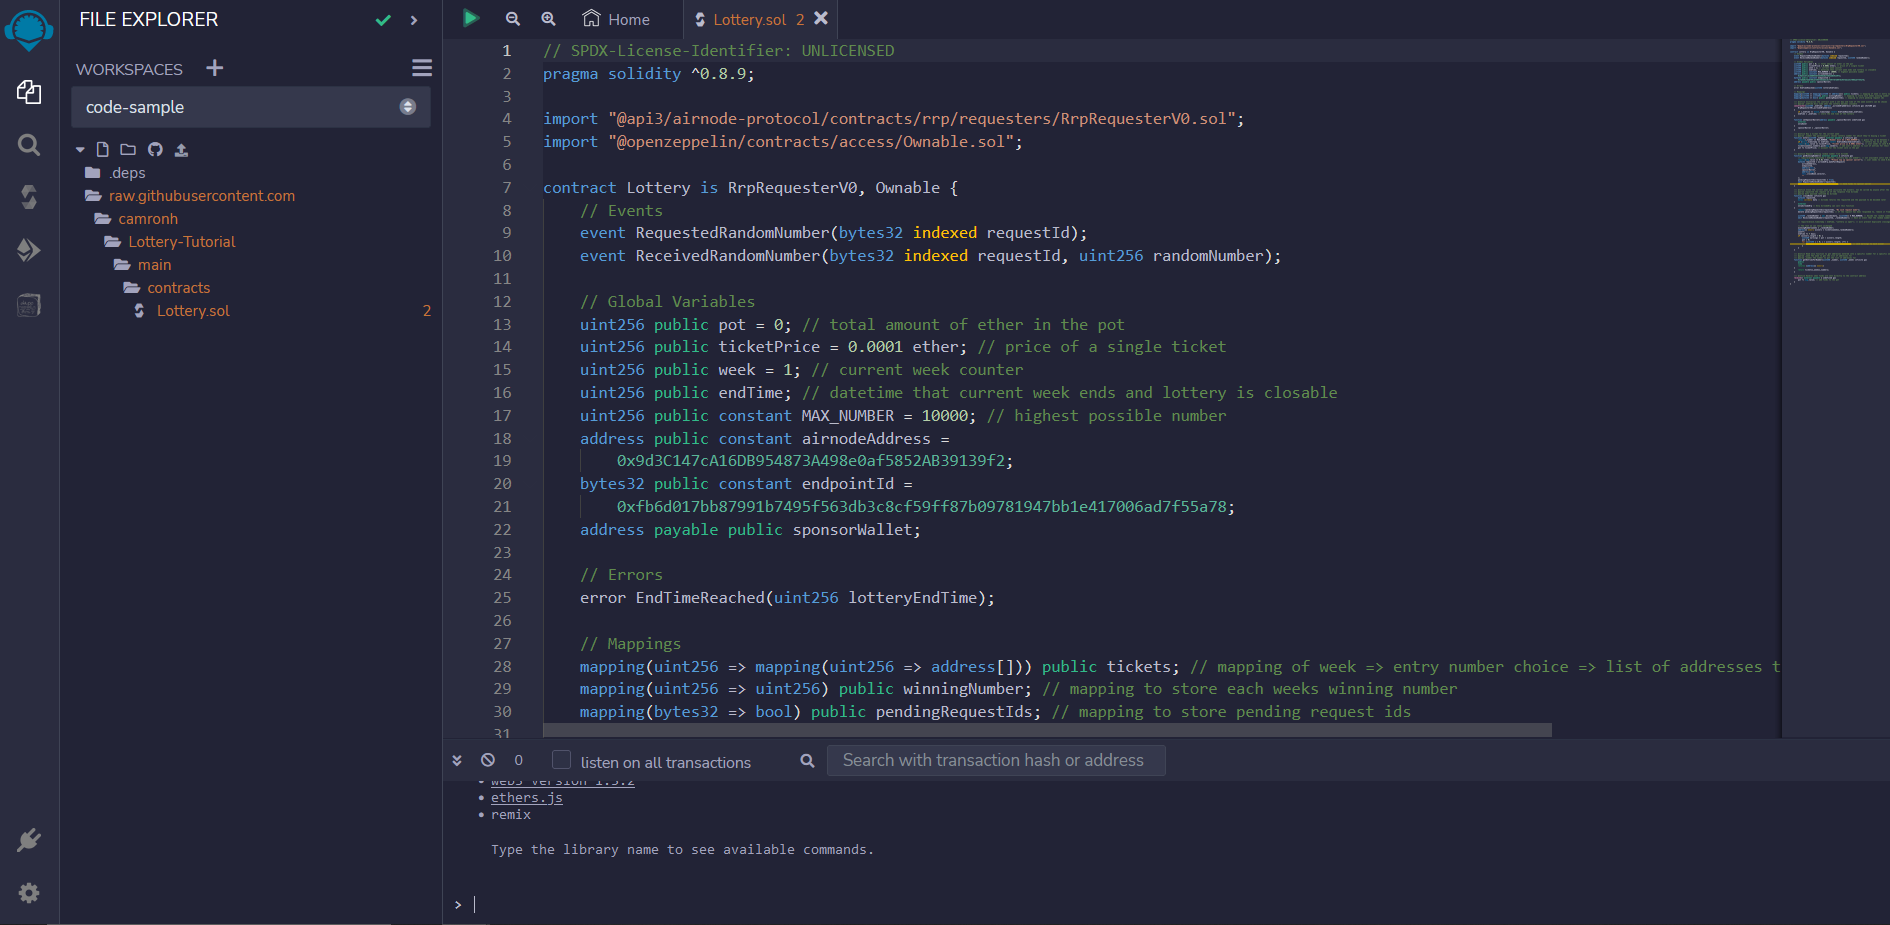 FILE EXPLORER
WORKSPACES
code-sample
.deps
raw.githubusercontent.com
camronh
Lottery-Tutorial
main
contracts
Lottery.sol 2
Home
Lottery.sol 2
1 // SPDX-License-Identifier: UNLICENSED
2 pragma solidity ^0.8.9;
3
4 import "@api3/airnode-protocol/contracts/rrp/requesters/RrpRequesterV0.sol";
5 import "@openzeppelin/contracts/access/Ownable.sol";
6
7 contract Lottery is RrpRequesterV0, Ownable {
8 // Events
9 event RequestedRandomNumber(bytes32 indexed requestId);
10 event ReceivedRandomNumber(bytes32 indexed requestId, uint256 randomNumber);
11
12 // Global Variables
13 uint256 public pot = 0; // total amount of ether in the pot
14 uint256 public ticketPrice = 0.0001 ether; // price of a single ticket
15 uint256 public week = 1; // current week counter
16 uint256 public endTime; // datetime that current week ends and lottery is closable
17 uint256 public constant MAX_NUMBER = 10000; // highest possible number
18 address public constant airnodeAddress =
19 0x9d3C147cA16DB954873A498e0af5852AB39139f2;
20 bytes32 public constant endpointId =
21 0xfb6d017bb87991b7495f563db3c8cf59ff87b09781947bb1e417006ad7f55a78;
22 address payable public sponsorWallet;
23
24 // Errors
25 error EndTimeReached(uint256 lotteryEndTime);
26
27 // Mappings
28 mapping(uint256 => mapping(uint256 => address[])) public tickets; // mapping of week => entry number choice => list of addresses t
29 mapping(uint256 => uint256) public winningNumber; // mapping to store each weeks winning number
30 mapping(bytes32 => bool) public pendingRequestIds; // mapping to store pending request ids
31
0 listen on all transactions Search with transaction hash or address
• web3 version 1.5.2
• ethers.js
• remix
Type the library name to see available commands.
>